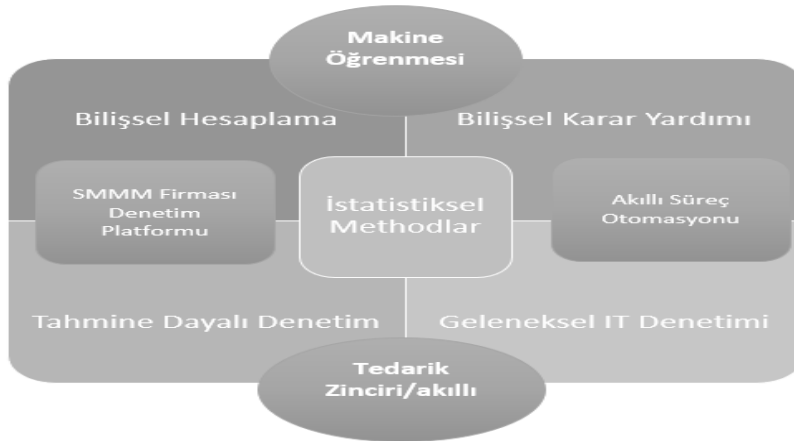 Makine
Öğrenmesi
Bilişsel Hesaplama
Bilişsel Karar Yardımı
SMMM Firması
Denetim
Platformu
İstatistiksel
Methodlar
Akıllı Süreç
Otomasyonu
Tahmine Dayalı Denetim
Geleneksel IT Denetimi
Tedarik
Zinciri/akıllı